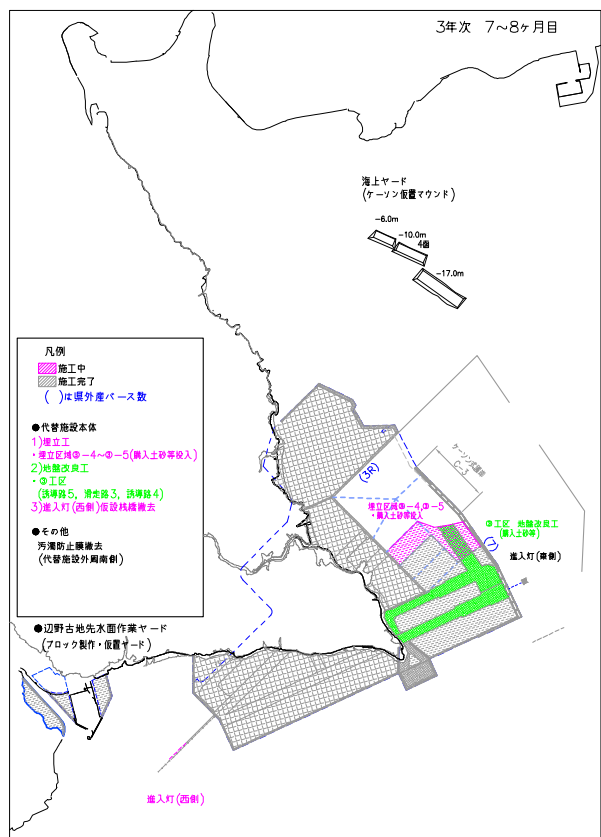 3年次 7～8ヶ月目
海上ヤード
(ケーソン仮置マウンド)
-6.0m
-10.0m
4個
-17.0m
凡例
施工中
施工完了
( )は県外産バース数
●代替施設本体
1)埋立工
・埋立区域③-4～③-5(購入土砂等投入)
2)地盤改良工
・③工区
(誘導路5, 滑走路3, 誘導路4)
3)進入灯(西側)仮設桟橋撤去
●その他
汚濁防止膜撤去
(代替施設外周南側)
●辺野古地先水面作業ヤード
(ブロック製作・仮置ヤード)
(3R)
C-3
埋立区域③-4,③-5
・購入土砂等投入
③工区 地盤改良工
(購入土砂等)
(7)
進入灯(南側)
進入灯(西側)